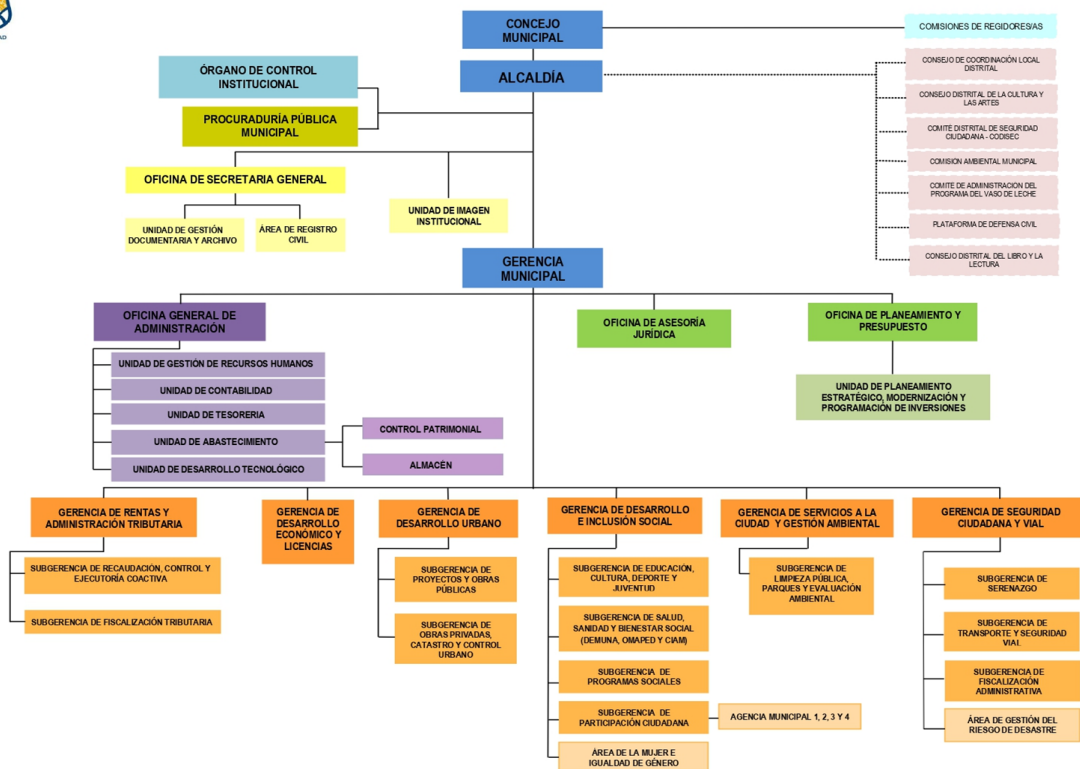 CONCEJO
MUNICIPAL
COMISIONES DE REGIDORES/AS
ALCALDÍA
ÓRGANO DE CONTROL
INSTITUCIONAL
PROCURADURÍA PÚBLICA
MUNICIPAL
CONSEJO DE COORDINACIÓN LOCAL
DISTRITAL
CONSEJO DISTRITAL DE LA CULTURA Y
LAS ARTES
COMITÉ DISTRITAL DE SEGURIDAD
CIUDADANA - CODISEC
COMISION AMBIENTAL MUNICIPAL
COMITE DE ADMINISTRACION DEL
PROGRAMA DEL VASO DE LECHE
PLATAFORMA DE DEFENSA CIVIL
CONSEJO DISTRITAL DEL LIBRO Y LA
LECTURA
OFICINA DE SECRETARIA GENERAL
UNIDAD DE GESTIÓN
DOCUMENTARIA Y ARCHIVO
ÁREA DE REGISTRO
CIVIL
UNIDAD DE IMAGEN
INSTITUCIONAL
GERENCIA
MUNICIPAL
OFICINA GENERAL DE
ADMINISTRACIÓN
UNIDAD DE GESTIÓN DE RECURSOS HUMANOS
UNIDAD DE CONTABILIDAD
UNIDAD DE TESORERIA
UNIDAD DE ABASTECIMIENTO
UNIDAD DE DESARROLLO TECNOLÓGICO
CONTROL PATRIMONIAL
ALMACÉN
OFICINA DE ASESORÍA
JURÍDICA
OFICINA DE PLANEAMIENTO Y
PRESUPUESTO
UNIDAD DE PLANEAMIENTO
ESTRATÉGICO, MODERNIZACIÓN Y
PROGRAMACIÓN DE INVERSIONES
GERENCIA DE RENTAS Y
ADMINISTRACIÓN TRIBUTARIA
SUBGERENCIA DE RECAUDACIÓN, CONTROL Y
EJECUTORÍA COACTIVA
SUBGERENCIA DE FISCALIZACIÓN TRIBUTARIA
GERENCIA DE
DESARROLLO
ECONÓMICO Y
LICENCIAS
GERENCIA DE
DESARROLLO URBANO
SUBGERENCIA DE
PROYECTOS Y OBRAS
PÚBLICAS
SUBGERENCIA DE
OBRAS PRIVADAS,
CATASTRO Y CONTROL
URBANO
GERENCIA DE DESARROLLO
E INCLUSIÓN SOCIAL
SUBGERENCIA DE EDUCACIÓN,
CULTURA, DEPORTE Y
JUVENTUD
SUBGERENCIA DE SALUD,
SANIDAD Y BIENESTAR SOCIAL
(DEMUNA, OMAPED Y CIAM)
SUBGERENCIA DE
PROGRAMAS SOCIALES
SUBGERENCIA DE
PARTICIPACIÓN CIUDADANA
AGENCIA MUNICIPAL 1, 2, 3 Y 4
ÁREA DE LA MUJER E
IGUALDAD DE GÉNERO
GERENCIA DE SERVICIOS A LA
CIUDAD Y GESTIÓN AMBIENTAL
SUBGERENCIA DE
LIMPIEZA PÚBLICA,
PARQUES Y EVALUACIÓN
AMBIENTAL
GERENCIA DE SEGURIDAD
CIUDADANA Y VIAL
SUBGERENCIA DE
SERENAZGO
SUBGERENCIA DE
TRANSPORTE Y SEGURIDAD
VIAL
SUBGERENCIA DE
FISCALIZACIÓN
ADMINISTRATIVA
ÁREA DE GESTIÓN DEL
RIESGO DE DESASTRE